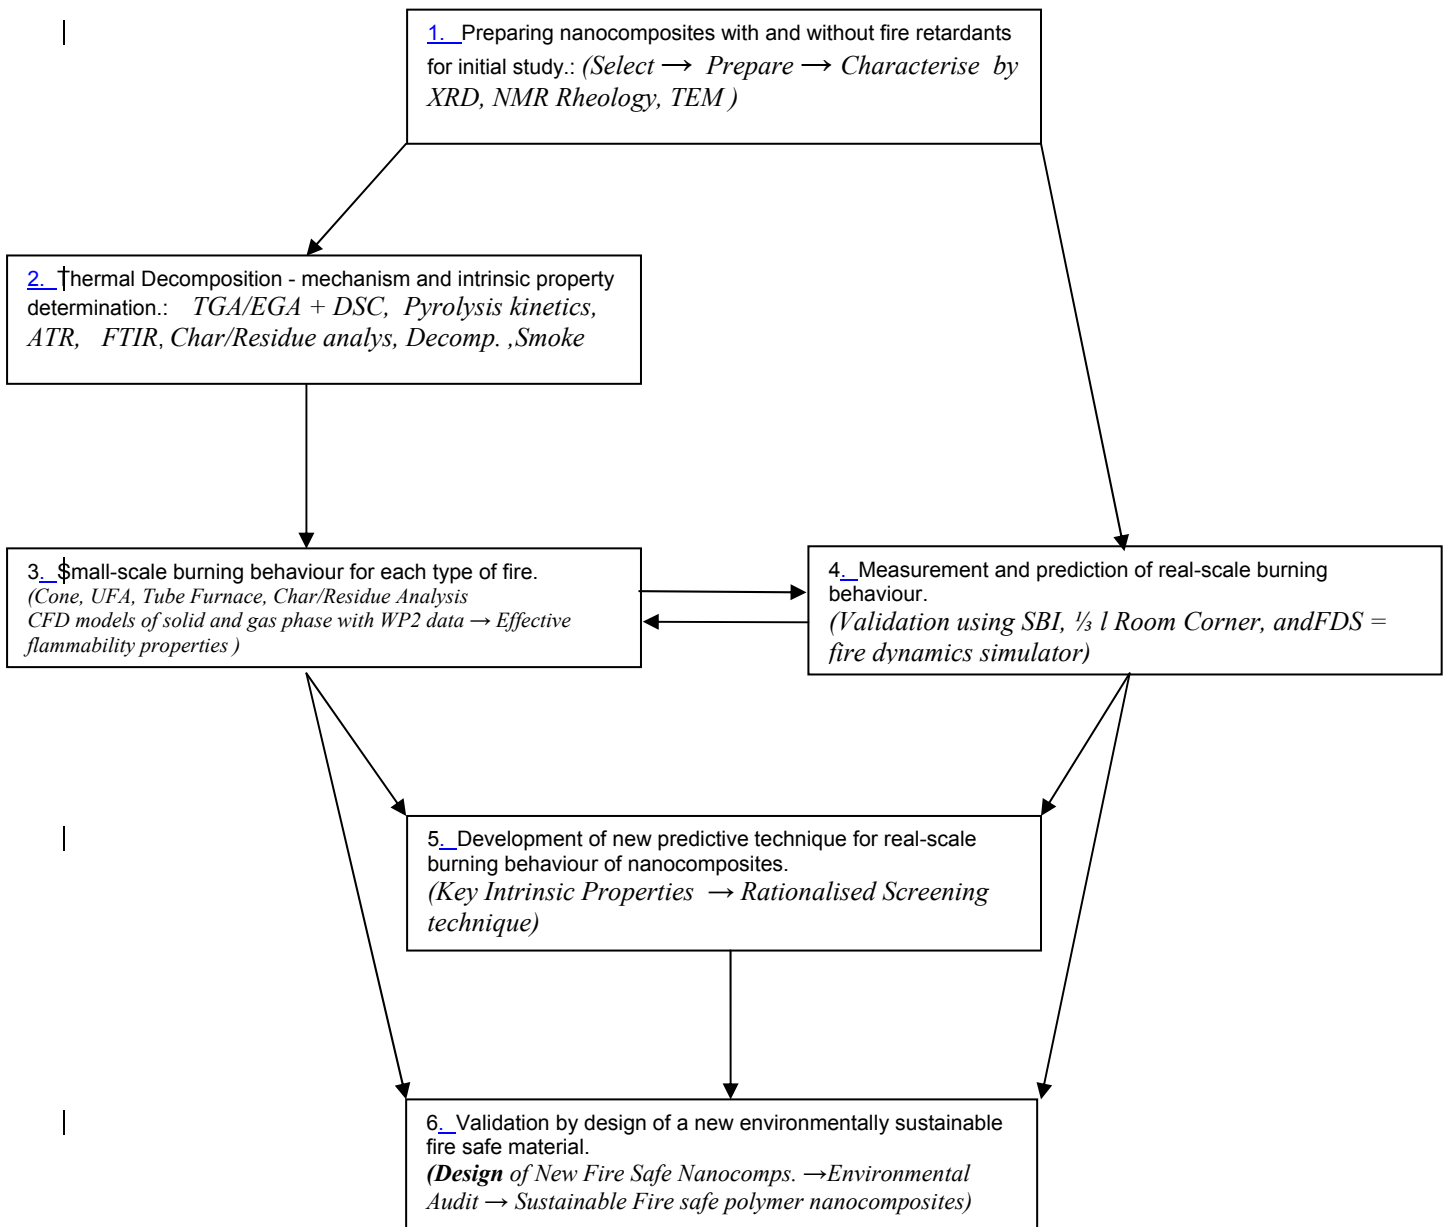 1. Preparing nanocomposites with and without fire retardants
for initial study.: (Select → Prepare → Characterise by
XRD, NMR Rheology, TEM )
2. Thermal Decomposition - mechanism and intrinsic property
determination.: TGA/EGA + DSC, Pyrolysis kinetics,
ATR, FTIR, Char/Residue analys, Decomp. ,Smoke
3. Small-scale burning behaviour for each type of fire.
(Cone, UFA, Tube Furnace, Char/Residue Analysis
CFD models of solid and gas phase with WP2 data → Effective
flammability properties )
4. Measurement and prediction of real-scale burning
behaviour.
(Validation using SBI, ⅓ l Room Corner, andFDS =
fire dynamics simulator)
5. Development of new predictive technique for real-scale
burning behaviour of nanocomposites.
(Key Intrinsic Properties → Rationalised Screening
technique)
6. Validation by design of a new environmentally sustainable
fire safe material.
(Design of New Fire Safe Nanocomps. →Environmental
Audit → Sustainable Fire safe polymer nanocomposites)